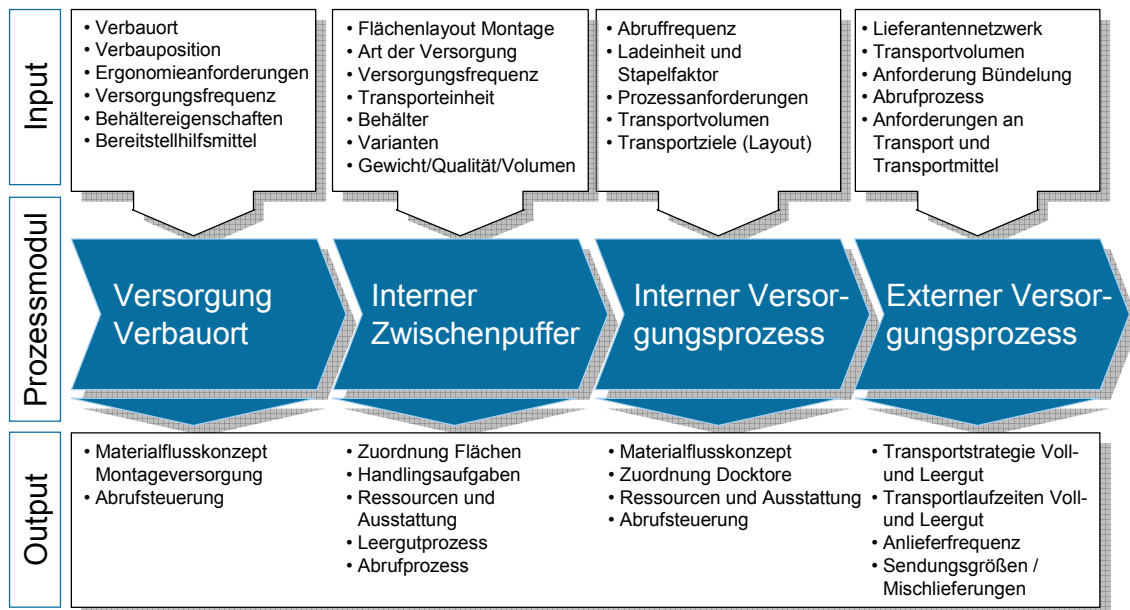 Input
• Verbauort
• Verbauposition
• Ergonomieanforderungen
• Versorgungsfrequenz
• Behältereigenschaften
• Bereitstellhilfsmittel
• Flächenlayout Montage
• Art der Versorgung
• Versorgungsfrequenz
• Transporteinheit
• Behälter
• Varianten
• Gewicht/Qualität/Volumen
• Abruffrequenz
• Ladeinheit und
Stapelfaktor
• Prozessanforderungen
• Transportvolumen
• Transportziele (Layout)
• Lieferantennetzwerk
• Transportvolumen
• Anforderung Bündelung
• Abrufprozess
• Anforderungen an
Transport und
Transportmittel
Prozessmodul
Versorgung
Verbauort
Interner
Zwischenpuffer
Interner Versor-
gungsprozess
Externer Versor-
gungsprozess
Output
• Materialflusskonzept
Montageversorgung
• Abrufsteuerung
• Zuordnung Flächen
• Handlingsaufgaben
• Ressourcen und
Ausstattung
• Leergutprozess
• Abrufprozess
• Materialflusskonzept
• Zuordnung Docktore
• Ressourcen und Ausstattung
• Abrufsteuerung
• Transportstrategie Voll-
und Leergut
• Transportlaufzeiten Voll-
und Leergut
• Anlieferfrequenz
• Sendungsgrößen /
Mischlieferungen